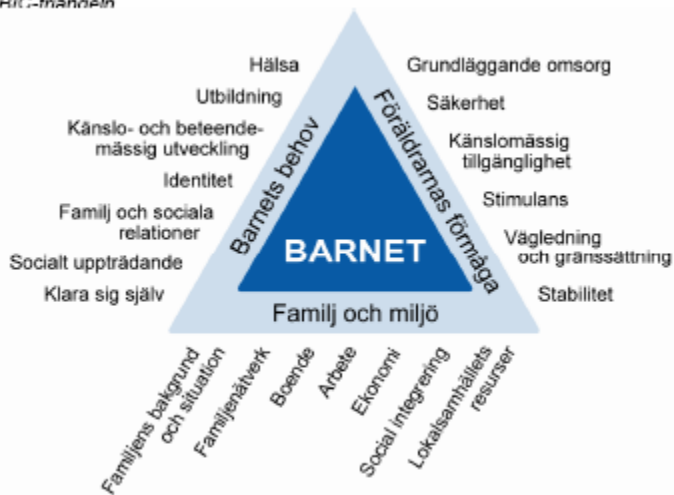 BIC-triangeln
Hälsa
Utbildning
Känslo- och beteende-
mässig utveckling
Identitet
Familj och sociala
relationer
Socialt uppträdande
Klara sig själv
Barnets behov
BARNET
Föräldrarnas förmåga
Grundläggande omsorg
Säkerhet
Känslomässig
tillgänglighet
Stimulans
Vägledning
och gränssättning
Stabilitet
Familj och miljö
Familjens bakgrund
och situation
Familjenätverk
Boende
Arbete
Ekonomi
Social integrering
Lokalsamhällets
resurser